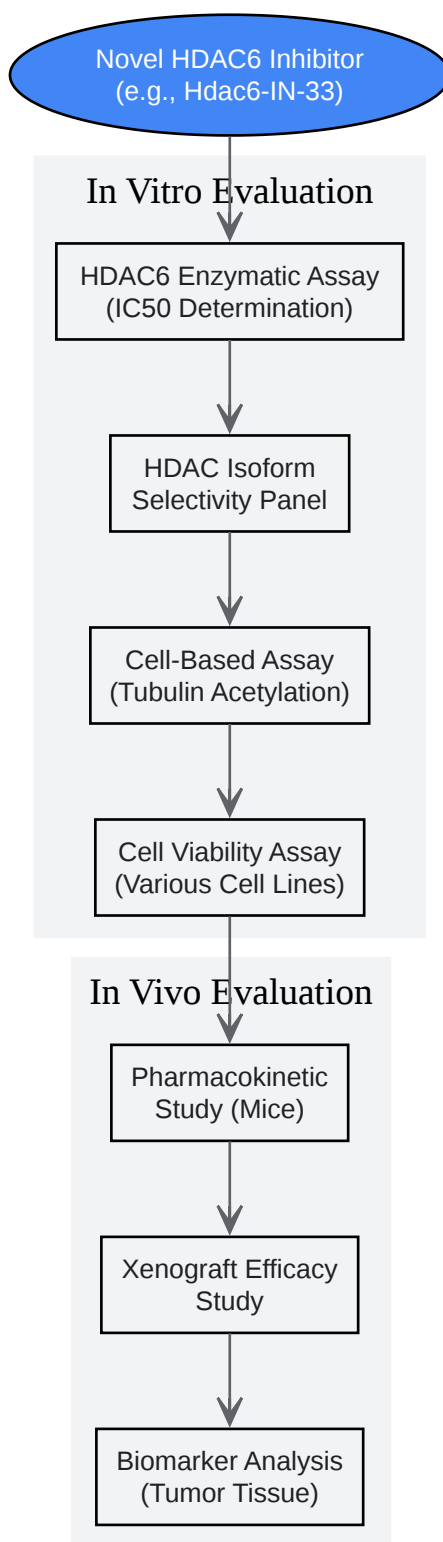 Novel HDAC6 Inhibitor
(e.g., Hdac6-IN-33)
In Vitro Evaluation
HDAC6 Enzymatic Assay
(IC50 Determination)
HDAC Isoform
Selectivity Panel
Cell-Based Assay
(Tubulin Acetylation)
Cell Viability Assay
(Various Cell Lines)
In Vivo Evaluation
Pharmacokinetic
Study (Mice)
Xenograft Efficacy
Study
Biomarker Analysis
(Tumor Tissue)